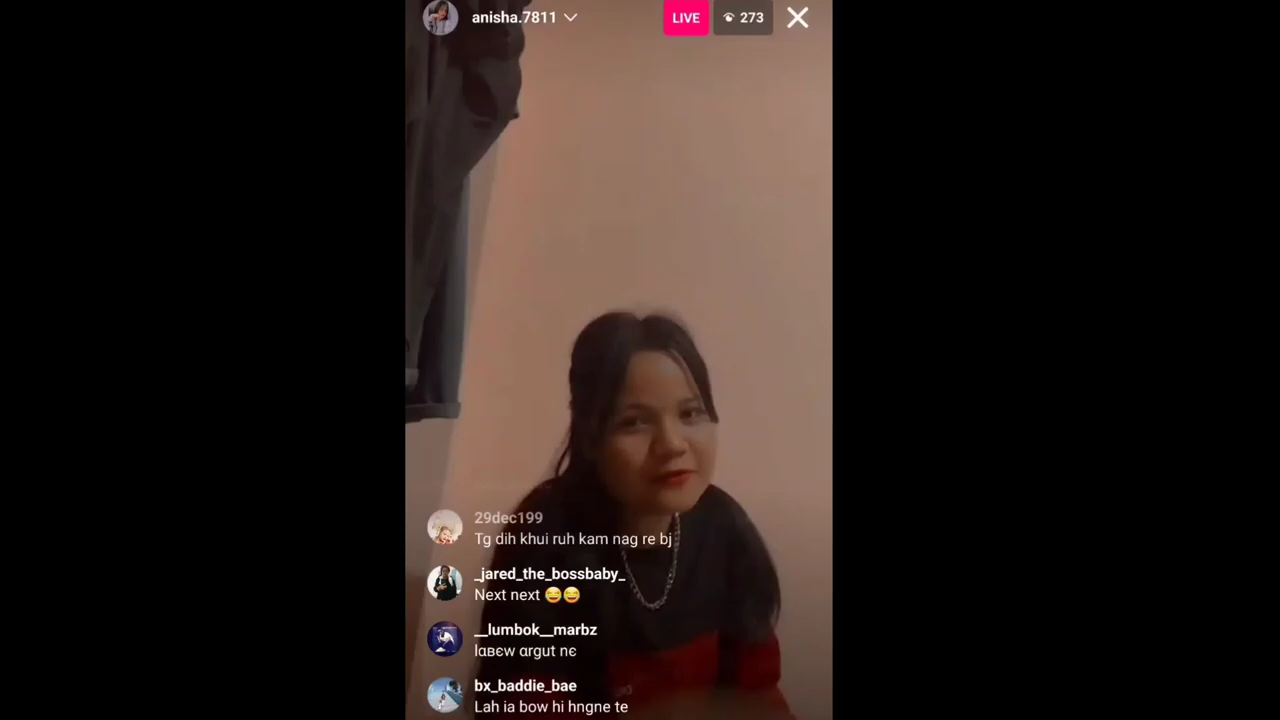 anisha.7811
LIVE
273
29dec199
Tg dih khui ruh kam nag re bj
_jared_the_bossbaby_
Next next 😂😂
__lumbok__marbz
lαвєw αrgut nє
bx_baddie_bae
Lah ia bow hi hngne te